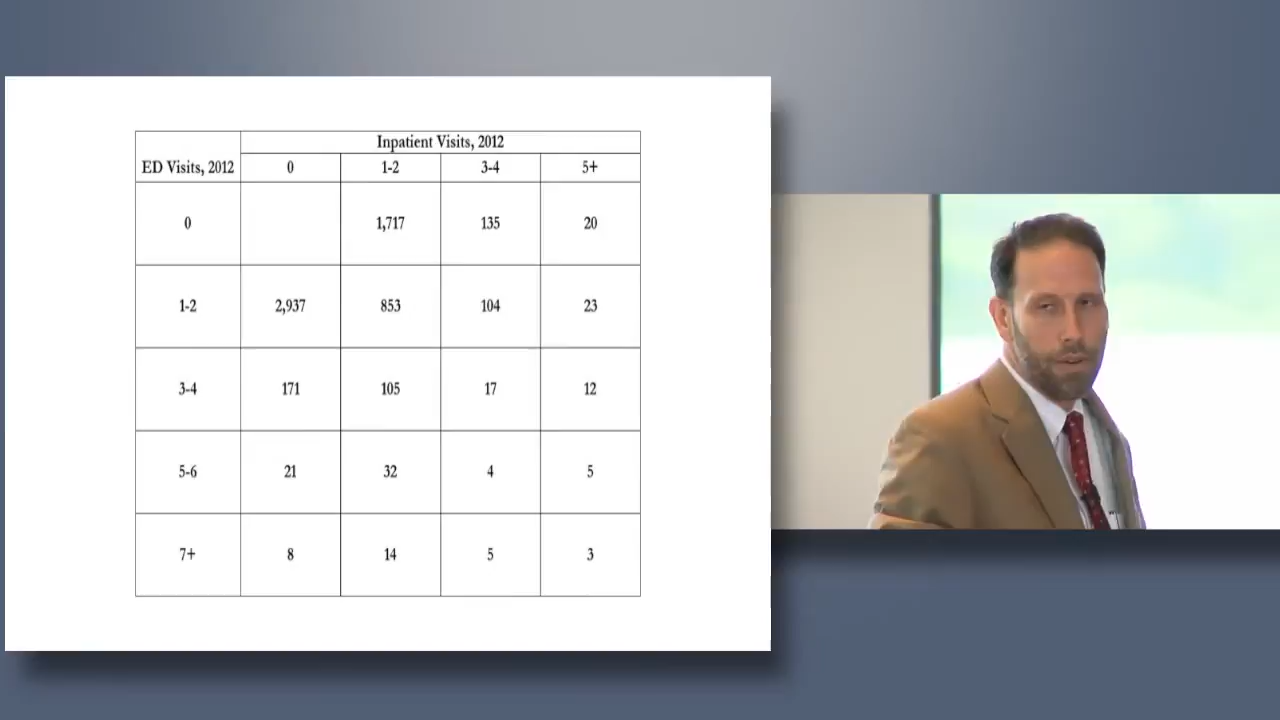 Inpatient Visits, 2012
ED Visits, 2012 0 1-2 3-4 5+
0 1,717 135 20
1-2 2,937 853 104 23
3-4 171 105 17 12
5-6 21 32 4 5
7+ 8 14 5 3